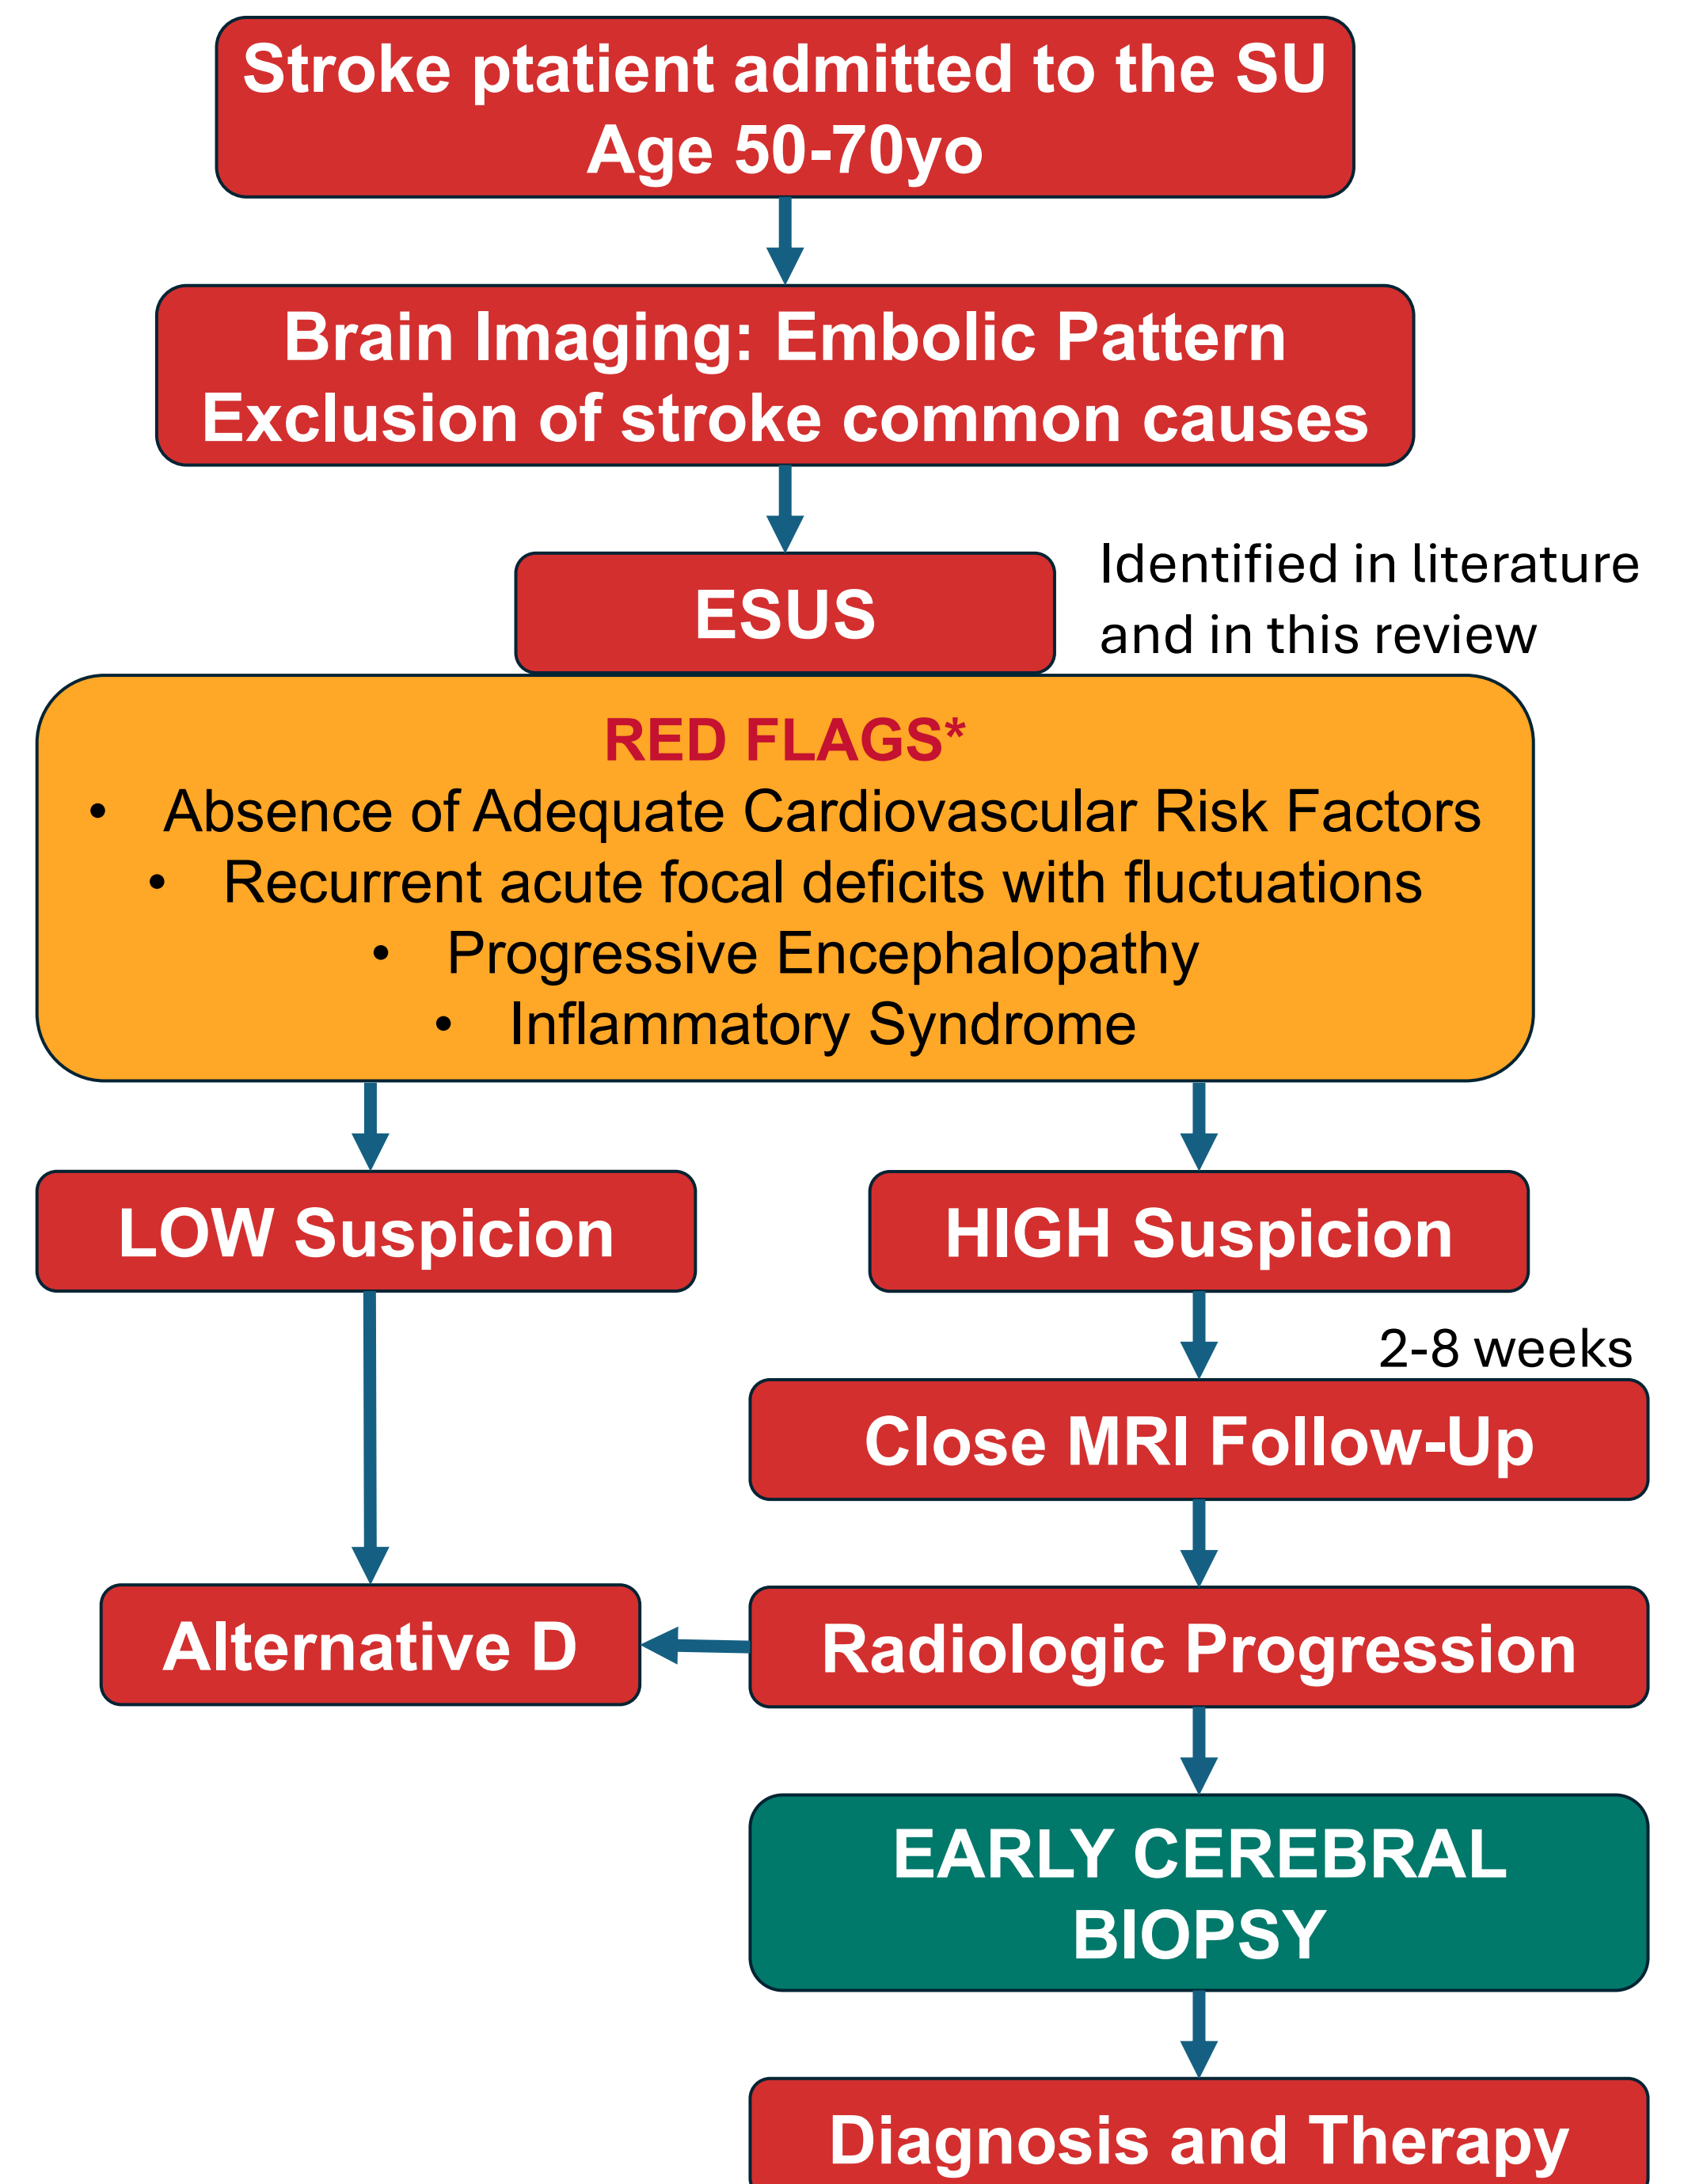 Stroke ptatient admitted to the SU
Age 50-70yo
Brain Imaging: Embolic Pattern
Exclusion of stroke common causes
ESUS
Identified in literature
and in this review
RED FLAGS*
• Absence of Adequate Cardiovascular Risk Factors
• Recurrent acute focal deficits with fluctuations
• Progressive Encephalopathy
• Inflammatory Syndrome
LOW Suspicion
HIGH Suspicion
2-8 weeks
Close MRI Follow-Up
Alternative D
Radiologic Progression
EARLY CEREBRAL
BIOPSY
Diagnosis and Therapy